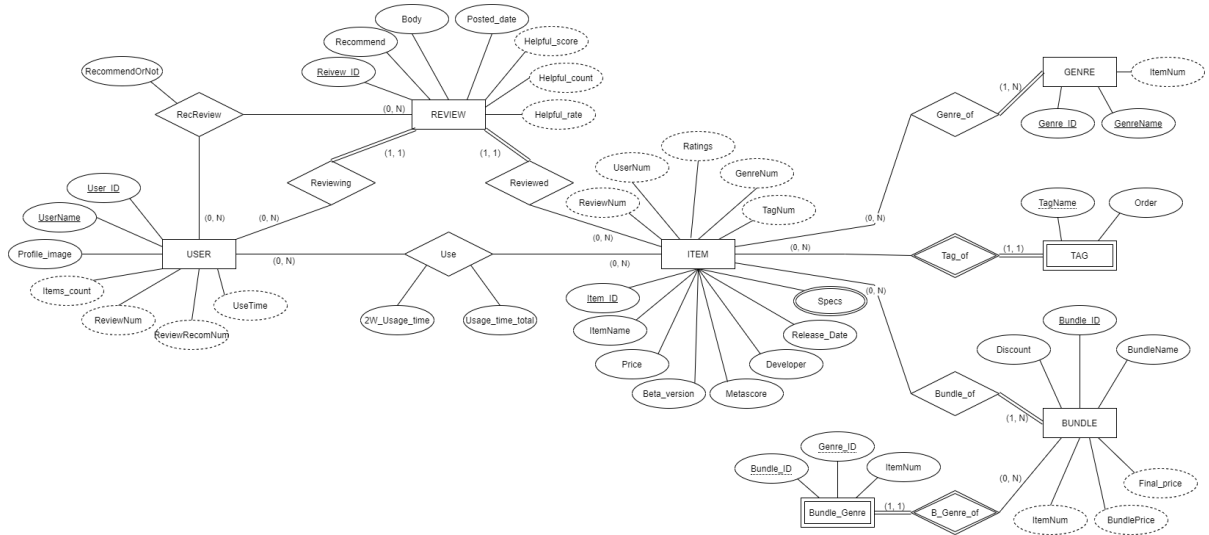 Body
Posted_date
Recommend
Helpful_score
Reivew_ID
Helpful_count
Helpful_rate
RecommendOrNot
RecReview
(0, N)
REVIEW
(1, 1)
(1, 1)
Reviewing
Reviewed
GENRE
ItemNum
(1, N)
Genre_of
Genre_ID
GenreName
Ratings
UserNum
GenreNum
ReviewNum
TagNum
User_ID
UserName
(0, N)
(0, N)
(0, N)
(0, N)
TagName
Order
Profile_image
USER
(0, N)
Use
(0, N)
ITEM
(0, N)
Tag_of
(1, 1)
TAG
Items_count
UseTime
ReviewNum
ReviewRecomNum
2W_Usage_time
Usage_time_total
Item_ID
Specs
(0, N)
ItemName
Release_Date
Price
Developer
Beta_version
Metascore
Bundle_ID
Discount
BundleName
Bundle_of
(1, N)
BUNDLE
Genre_ID
Bundle_ID
ItemNum
(0, N)
Final_price
Bundle_Genre
(1, 1)
B_Genre_of
ItemNum
BundlePrice